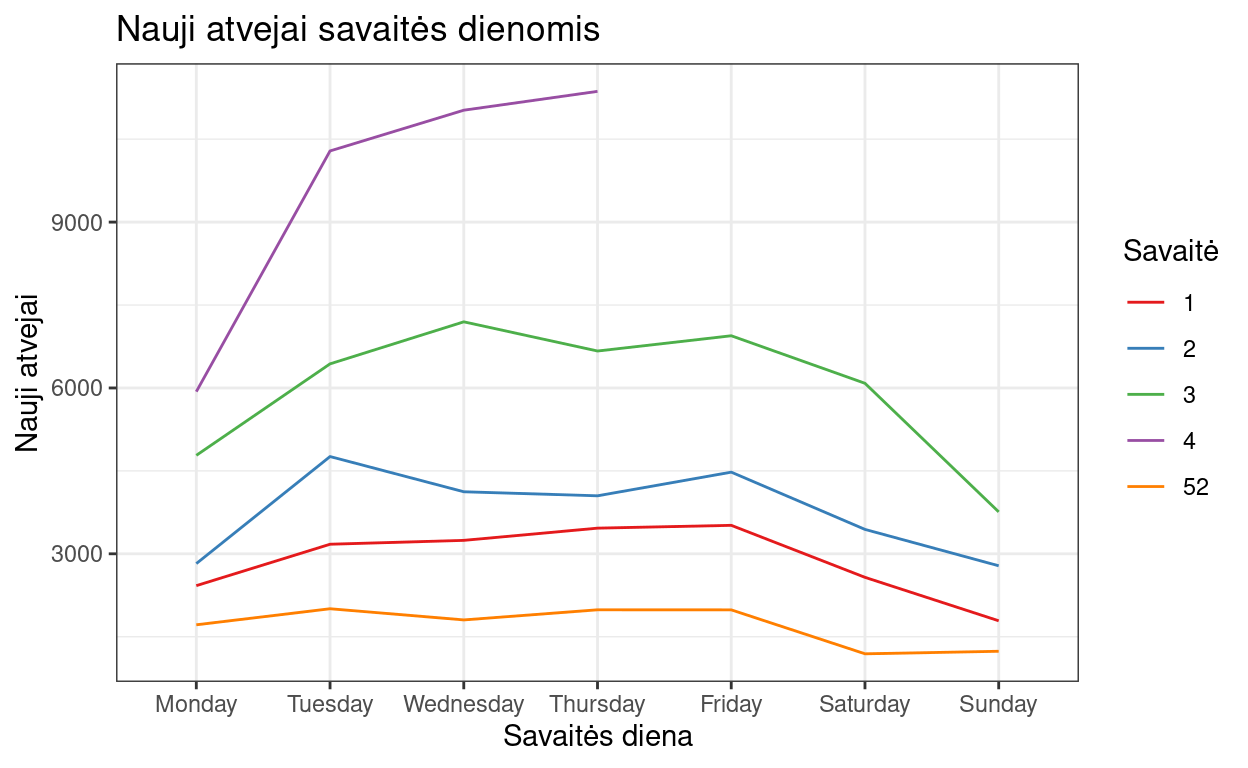 Nauji atvejai savaitės dienomis
Nauji atvejai
9000
6000
3000
Monday Tuesday Wednesday Thursday Friday Saturday Sunday
Savaitės diena
Savaitė
1
2
3
4
52